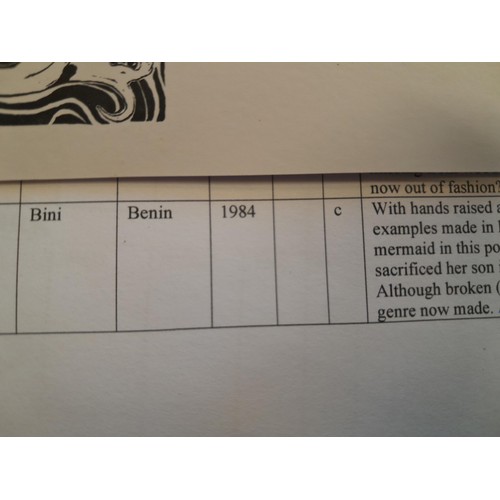 now out of fashion?
Bini Benin 1984 c With hands raised
examples made in
mermaid in this po
sacrificed her son
Although broken (
genre now made.